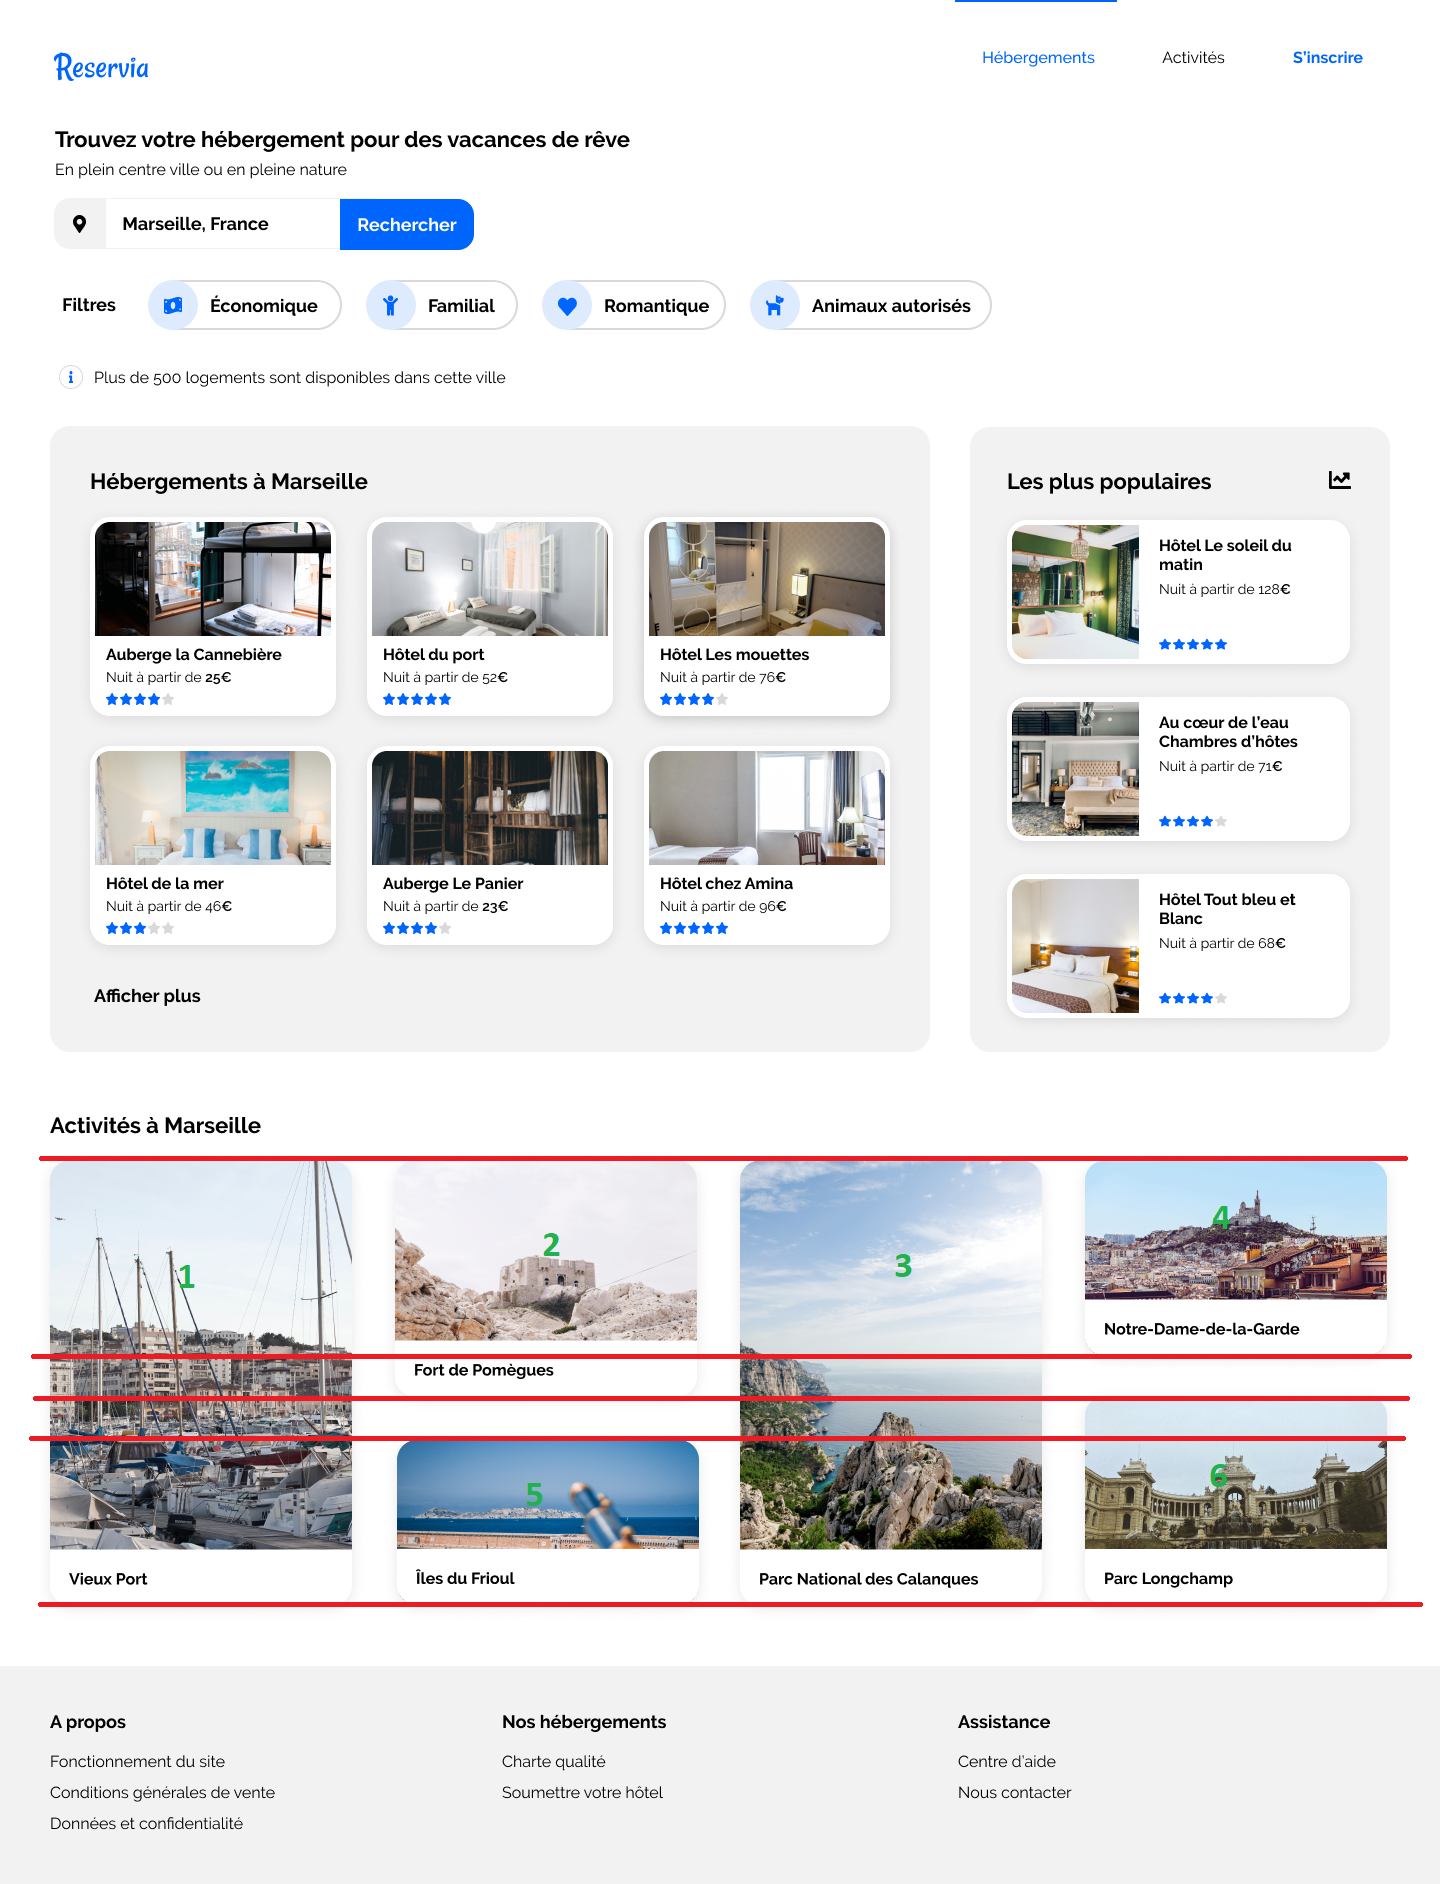 Reservia
Hébergements
Activités
S'inscrire
Trouvez votre hébergement pour des vacances de rêve
En plein centre ville ou en pleine nature
Marseille, France
Rechercher
Filtres
Économique
Familial
Romantique
Animaux autorisés
Plus de 500 logements sont disponibles dans cette ville
Hébergements à Marseille
Auberge la Cannebière
Nuit à partir de 25€
Hôtel du port
Nuit à partir de 52€
Hôtel Les mouettes
Nuit à partir de 76€
Hôtel de la mer
Nuit à partir de 46€
Auberge Le Panier
Nuit à partir de 23€
Hôtel chez Amina
Nuit à partir de 96€
Afficher plus
Les plus populaires
Hôtel Le soleil du
matin
Nuit à partir de 128€
Au cœur de l'eau
Chambres d'hôtes
Nuit à partir de 71€
Hôtel Tout bleu et
Blanc
Nuit à partir de 68€
Activités à Marseille
1
2
3
4
Notre-Dame-de-la-Garde
Fort de Pomègues
5
6
Vieux Port
Îles du Frioul
Parc National des Calanques
Parc Longchamp
A propos
Fonctionnement du site
Conditions générales de vente
Données et confidentialité
Nos hébergements
Charte qualité
Soumettre votre hôtel
Assistance
Centre d'aide
Nous contacter